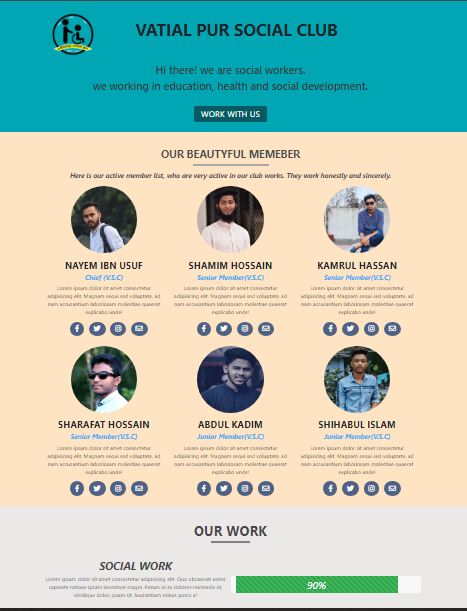 VATIAL PUR SOCIAL CLUB
Hi there! we are social workers.
we working in education, health and social development.
WORK WITH US
OUR BEAUTYFUL MEMEBER
Here is our active member list, who are very active in our club works. They work honestly and sincerely.
NAYEM IBN USUF
Chief (V.S.C)
Lorem ipsum dolor sit amet consectetur
adipisicing elit. Magnam sequi sed voluptate, ad
nam accusantium laboriosam molestiae quaerat
explicabo unde!
SHAMIM HOSSAIN
Senior Member(V.S.C)
Lorem ipsum dolor sit amet consectetur
adipisicing elit. Magnam sequi sed voluptate, ad
nam accusantium laboriosam molestiae quaerat
explicabo unde!
KAMRUL HASSAN
Senior Member(V.S.C)
Lorem ipsum dolor sit amet consectetur
adipisicing elit. Magnam sequi sed voluptate, ad
nam accusantium laboriosam molestiae quaerat
explicabo unde!
SHARAFAT HOSSAIN
Senior Member(V.S.C)
Lorem ipsum dolor sit amet consectetur
adipisicing elit. Magnam sequi sed voluptate, ad
nam accusantium laboriosam molestiae quaerat
explicabo unde!
ABDUL KADIM
Junior Member(V.S.C)
Lorem ipsum dolor sit amet consectetur
adipisicing elit. Magnam sequi sed voluptate, ad
nam accusantium laboriosam molestiae quaerat
explicabo unde!
SHIHABUL ISLAM
Junior Member(V.S.C)
Lorem ipsum dolor sit amet consectetur
adipisicing elit. Magnam sequi sed voluptate, ad
nam accusantium laboriosam molestiae quaerat
explicabo unde!
OUR WORK
SOCIAL WORK
Lorem ipsum dolor sit amet consectetur adipisicing elit. Quo obcaecati animi
sapiente ratione ipsum inventore magni. Rerum in ex dolores reiciendis at,
similique dolor, quam sit, laudantium minus porro a!
90%